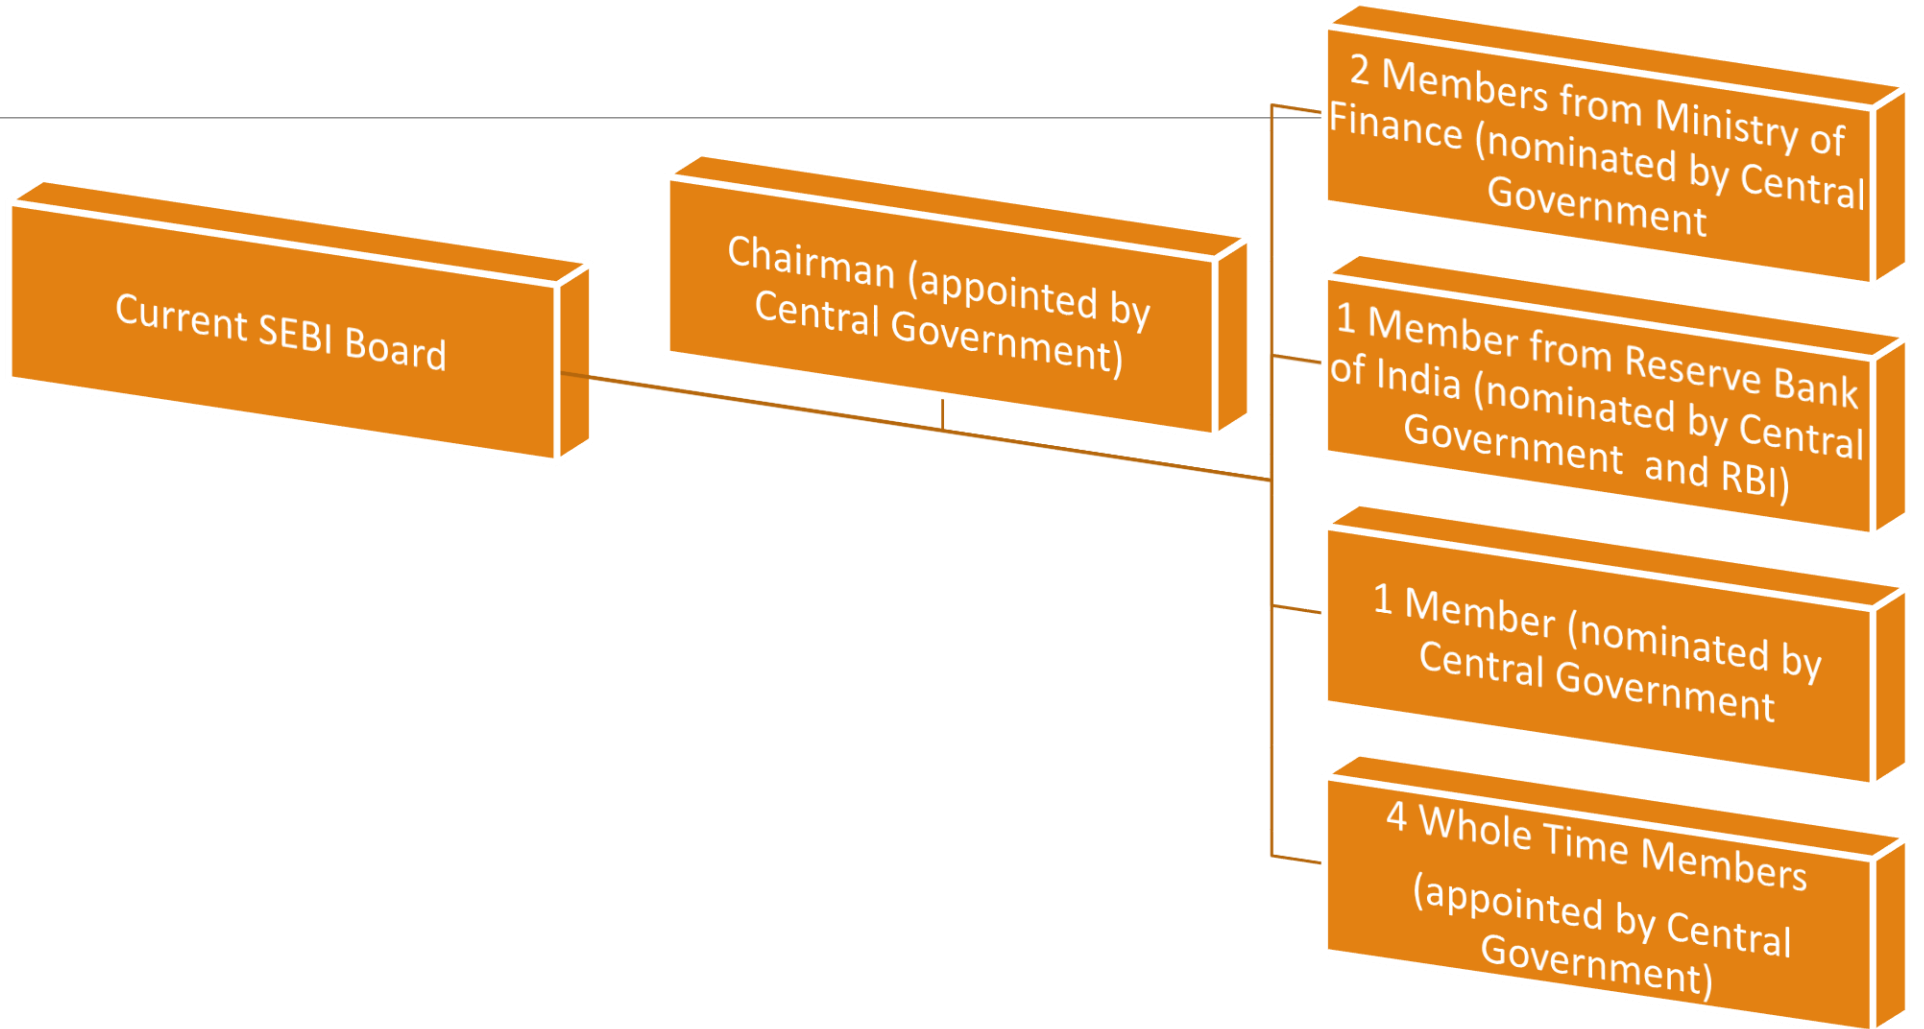 Current SEBI Board
Chairman (appointed by
Central Government)
2 Members from Ministry of
Finance (nominated by Central
Government
1 Member from Reserve Bank
of India (nominated by Central
Government  and RBI)
1 Member (nominated by
Central Government
4 Whole Time Members
(appointed by Central
Government)